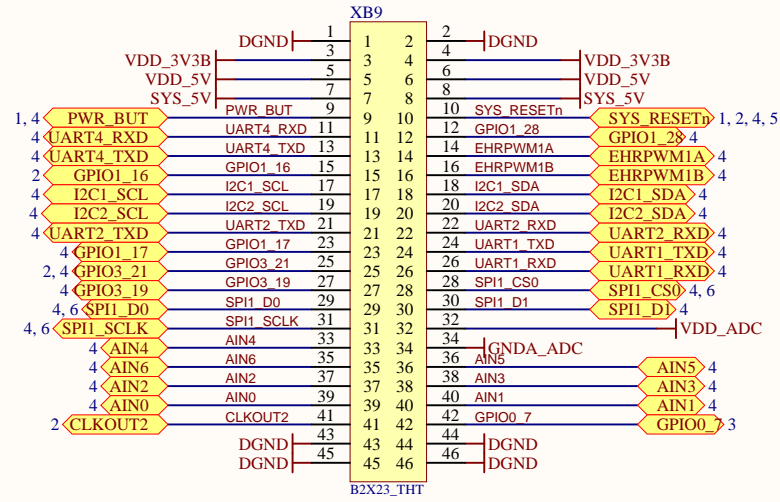 XB9
DGND 1 1 2 2 DGND
VDD_3V3B 3 3 4 4 VDD_3V3B
VDD_5V 5 5 6 6 VDD_5V
SYS_5V 7 7 8 8 SYS_5V
1, 4 PWR_BUT PWR_BUT 9 9 10 10 SYS_RESETn SYS_RESETn 1, 2, 4, 5
4 UART4_RXD UART4_RXD 11 11 12 12 GPIO1_28 GPIO1_28 4
4 UART4_TXD UART4_TXD 13 13 14 14 EHRPWM1A EHRPWM1A 4
2 GPIO1_16 GPIO1_16 15 15 16 16 EHRPWM1B EHRPWM1B 4
4 I2C1_SCL I2C1_SCL 17 17 18 18 I2C1_SDA I2C1_SDA 4
4 I2C2_SCL I2C2_SCL 19 19 20 20 I2C2_SDA I2C2_SDA 4
4 UART2_TXD UART2_TXD 21 21 22 22 UART2_RXD UART2_RXD 4
4 GPIO1_17 GPIO1_17 23 23 24 24 UART1_TXD UART1_TXD 4
2, 4 GPIO3_21 GPIO3_21 25 25 26 26 UART1_RXD UART1_RXD 4
4 GPIO3_19 GPIO3_19 27 27 28 28 SPI1_CS0 SPI1_CS0 4, 6
4, 6 SPI1_D0 SPI1_D0 29 29 30 30 SPI1_D1 SPI1_D1 4
4, 6 SPI1_SCLK SPI1_SCLK 31 31 32 32 VDD_ADC
4 AIN4 AIN4 33 33 34 34 GNDA_ADC
4 AIN6 AIN6 35 35 36 36 AIN5 AIN5 4
4 AIN2 AIN2 37 37 38 38 AIN3 AIN3 4
4 AIN0 AIN0 39 39 40 40 AIN1 AIN1 4
2 CLKOUT2 CLKOUT2 41 41 42 42 GPIO0_7 GPIO0_7 3
DGND 43 43 44 44 DGND
DGND 45 45 46 46 DGND
B2X23_THT